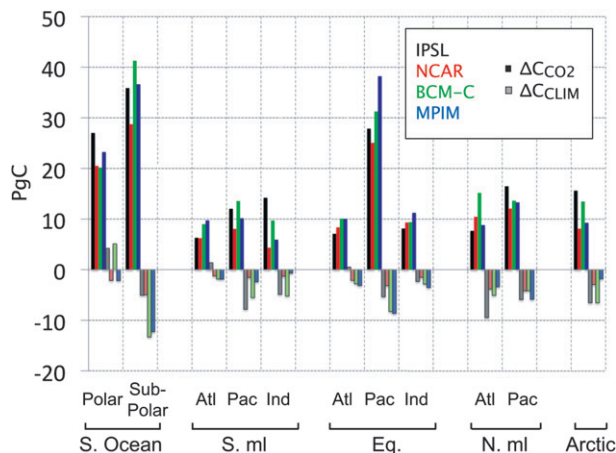 50
40
30
20
10
0
-10
-20
PgC
IPSL
NCAR
BCM-C
MPIM
ΔC_CO2
ΔC_CLIM
Polar Sub-Polar Atl Pac Ind Atl Pac Ind Atl Pac
S. Ocean S. ml Eq. N. ml Arctic